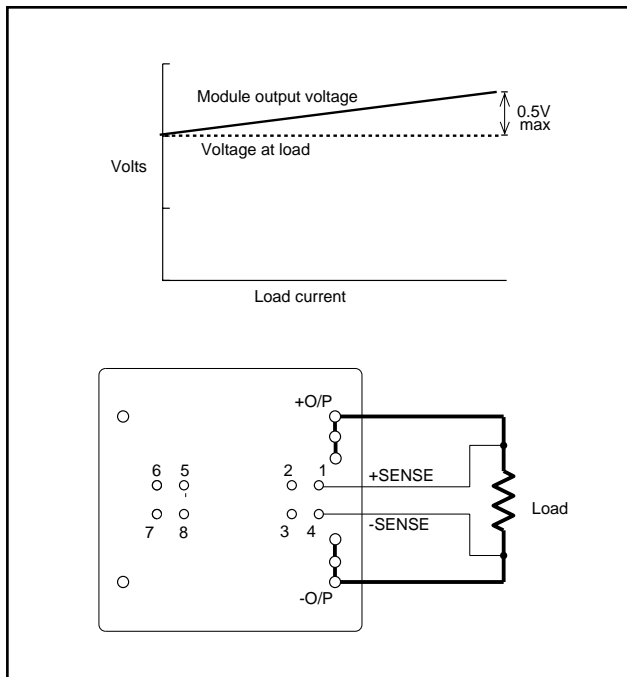 Module output voltage
0.5V
max
Voltage at load
Volts
Load current
+O/P
6 5 2 1
+SENSE
Load
-SENSE
7 8 3 4
-O/P